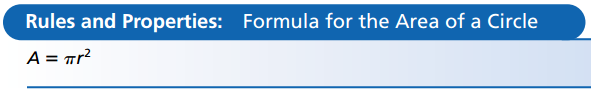 Rules and Properties: Formula for the Area of a Circle
A = πr²